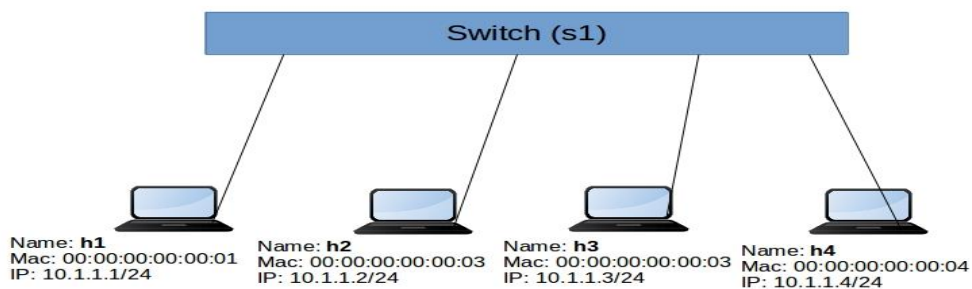 Switch (s1)
Name: h1
Mac: 00:00:00:00:00:01
IP: 10.1.1.1/24
Name: h2
Mac: 00:00:00:00:00:03
IP: 10.1.1.2/24
Name: h3
Mac: 00:00:00:00:00:03
IP: 10.1.1.3/24
Name: h4
Mac: 00:00:00:00:00:04
IP: 10.1.1.4/24